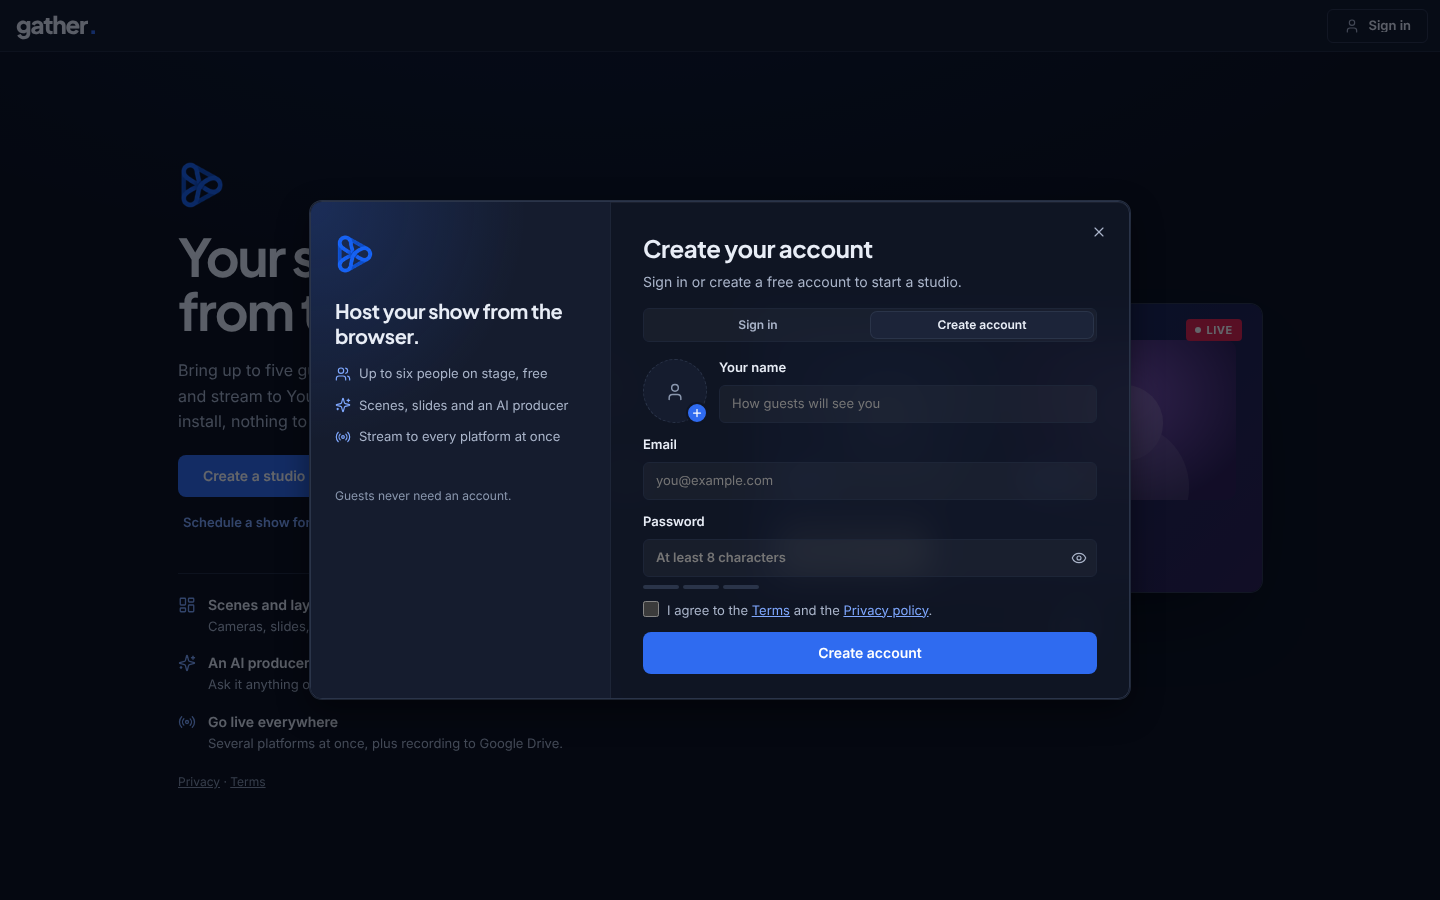 gather.
Sign in
Your s
from t
Bring up to five g
and stream to You
install, nothing to
Create a studio
Schedule a show for
Scenes and lay
Cameras, slides,
An AI producer
Ask it anything o
Go live everywhere
Several platforms at once, plus recording to Google Drive.
Privacy · Terms
LIVE
Host your show from the
browser.
Up to six people on stage, free
Scenes, slides and an AI producer
Stream to every platform at once
Guests never need an account.
Create your account
Sign in or create a free account to start a studio.
Sign in
Create account
Your name
How guests will see you
Email
you@example.com
Password
At least 8 characters
I agree to the Terms and the Privacy policy.
Create account